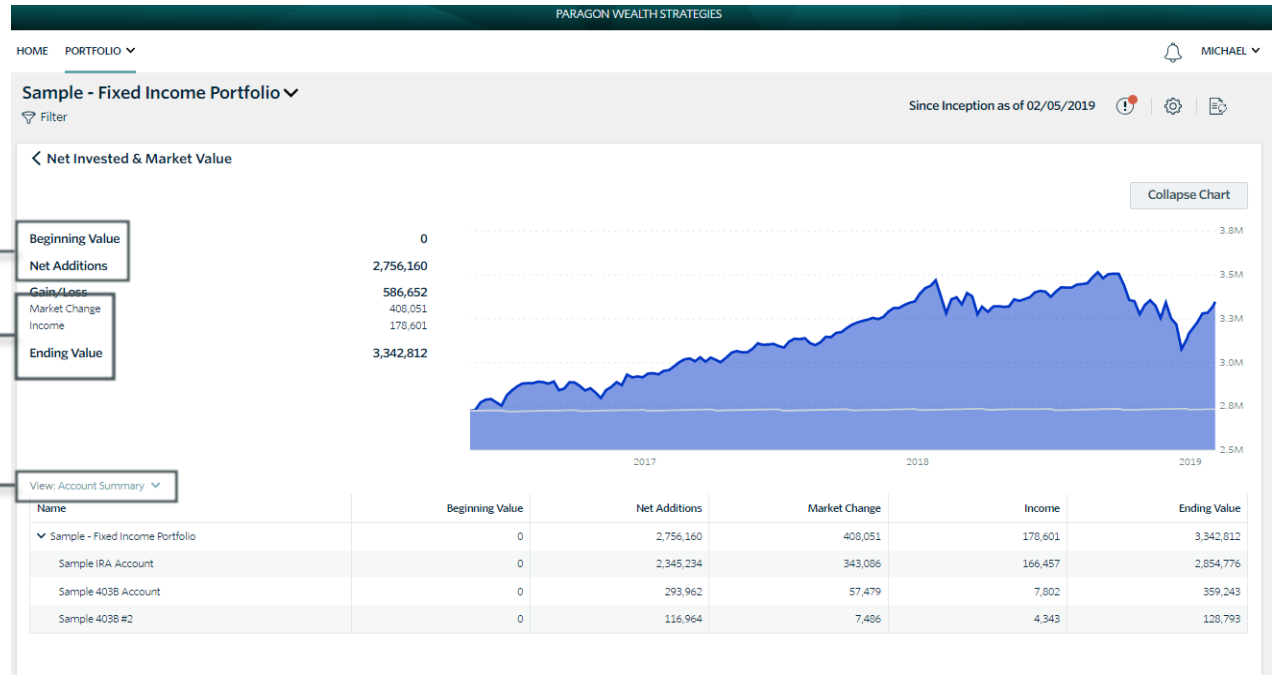 PARAGON WEALTH STRATEGIES
HOME PORTFOLIO MICHAEL
Sample - Fixed Income Portfolio
Filter
Since Inception as of 02/05/2019
Net Invested & Market Value
Collapse Chart
Beginning Value 0
Net Additions 2,756,160
Gain/Loss 586,652
Market Change 408,051
Income 178,601
Ending Value 3,342,812
3.8M
3.5M
3.3M
3.0M
2.8M
2.5M
2017 2018 2019
View: Account Summary
Name Beginning Value Net Additions Market Change Income Ending Value
Sample - Fixed Income Portfolio 0 2,756,160 408,051 178,601 3,342,812
Sample IRA Account 0 2,345,234 343,086 166,457 2,854,776
Sample 403B Account 0 293,962 57,479 7,802 359,243
Sample 403B #2 0 116,964 7,486 4,343 128,793